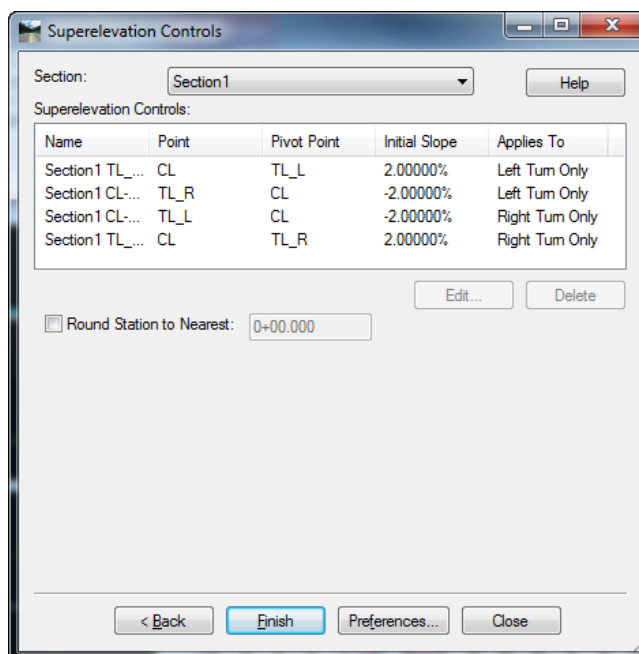 Superelevation Controls
Section: Section1 Help
Superelevation Controls:
Name Point Pivot Point Initial Slope Applies To
Section1 TL_... CL TL_L 2.00000% Left Turn Only
Section1 CL-... TL_R CL -2.00000% Left Turn Only
Section1 CL-... TL_L CL -2.00000% Right Turn Only
Section1 TL_... CL TL_R 2.00000% Right Turn Only
Edit... Delete
Round Station to Nearest: 0+00.000
< Back Finish Preferences... Close